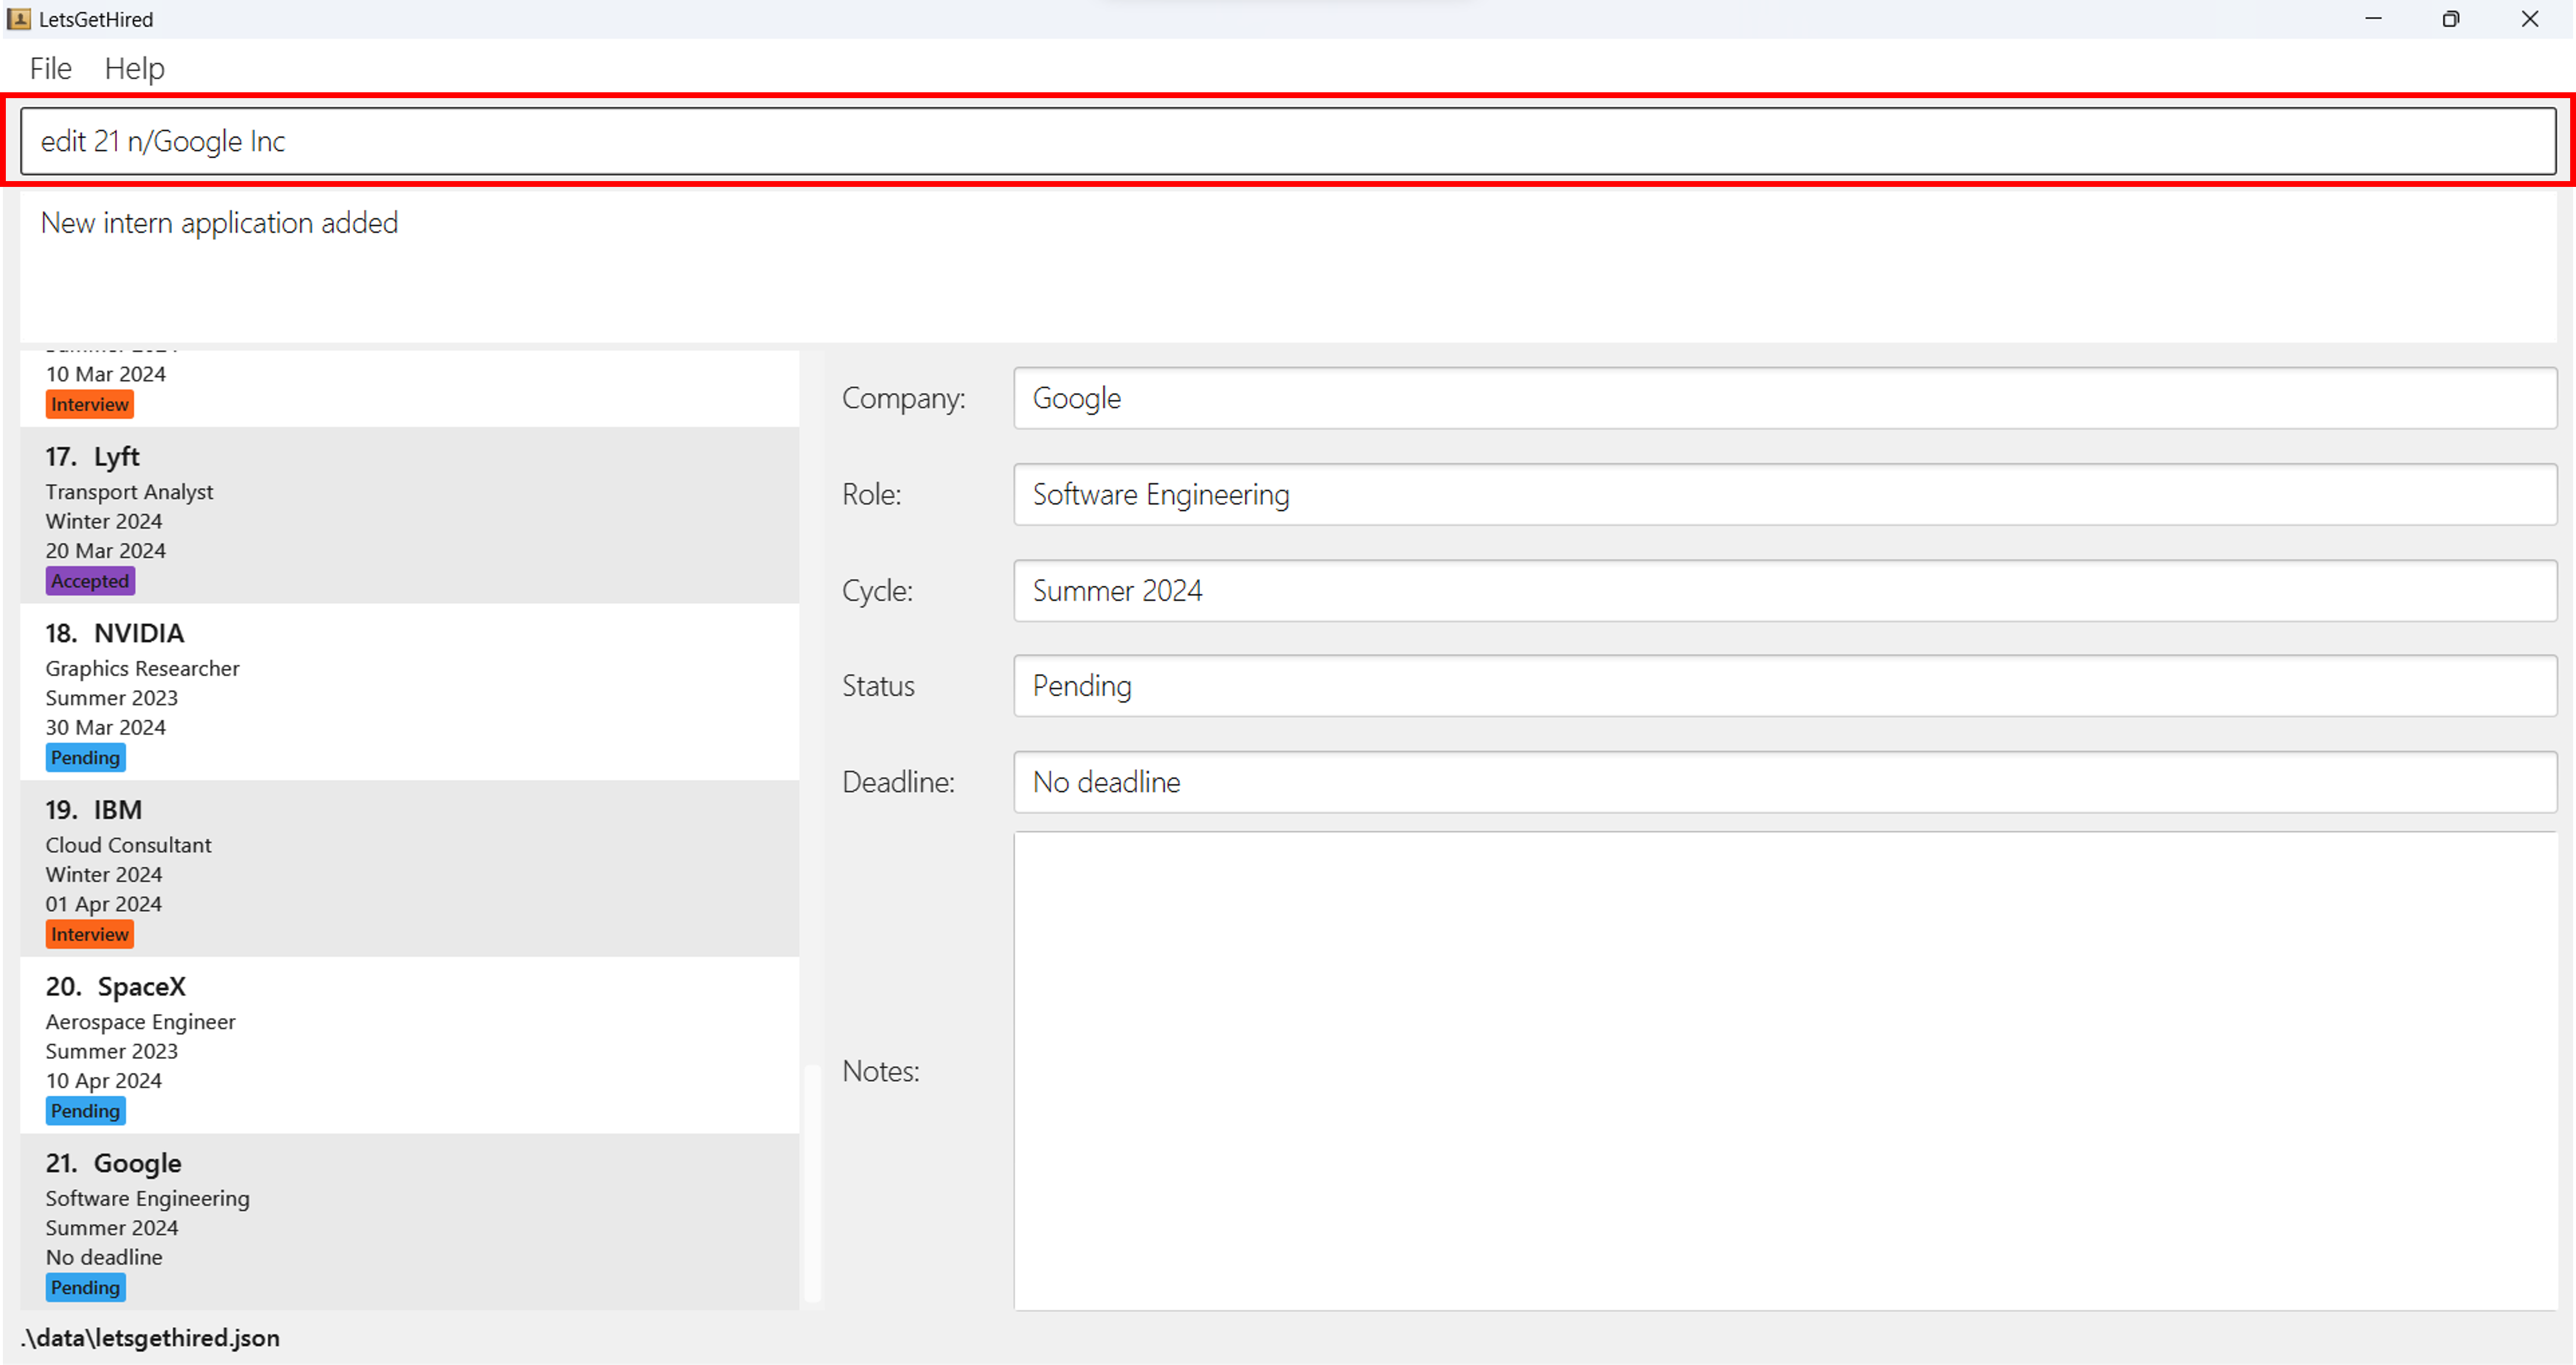 LetsGetHired
File Help
edit 21 n/Google Inc
New intern application added
10 Mar 2024
Interview
17. Lyft
Transport Analyst
Winter 2024
20 Mar 2024
Accepted
18. NVIDIA
Graphics Researcher
Summer 2023
30 Mar 2024
Pending
19. IBM
Cloud Consultant
Winter 2024
01 Apr 2024
Interview
20. SpaceX
Aerospace Engineer
Summer 2023
10 Apr 2024
Pending
21. Google
Software Engineering
Summer 2024
No deadline
Pending
Company: Google
Role: Software Engineering
Cycle: Summer 2024
Status Pending
Deadline: No deadline
Notes:
.\data\letsgethired.json